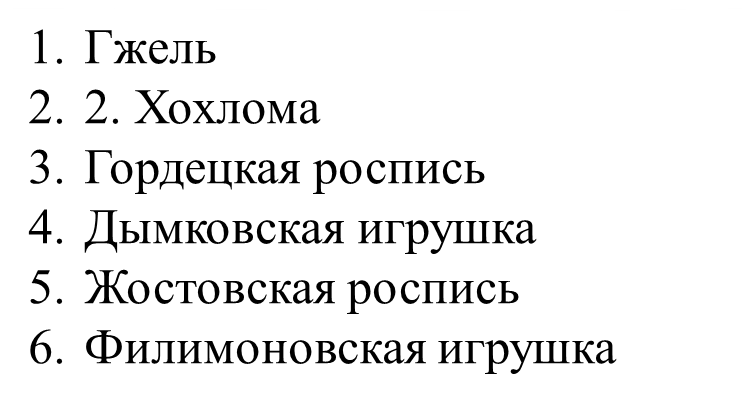 1. Гжель
2. 2. Хохлома
3. Гордецкая роспись
4. Дымковская игрушка
5. Жостовская роспись
6. Филимоновская игрушка